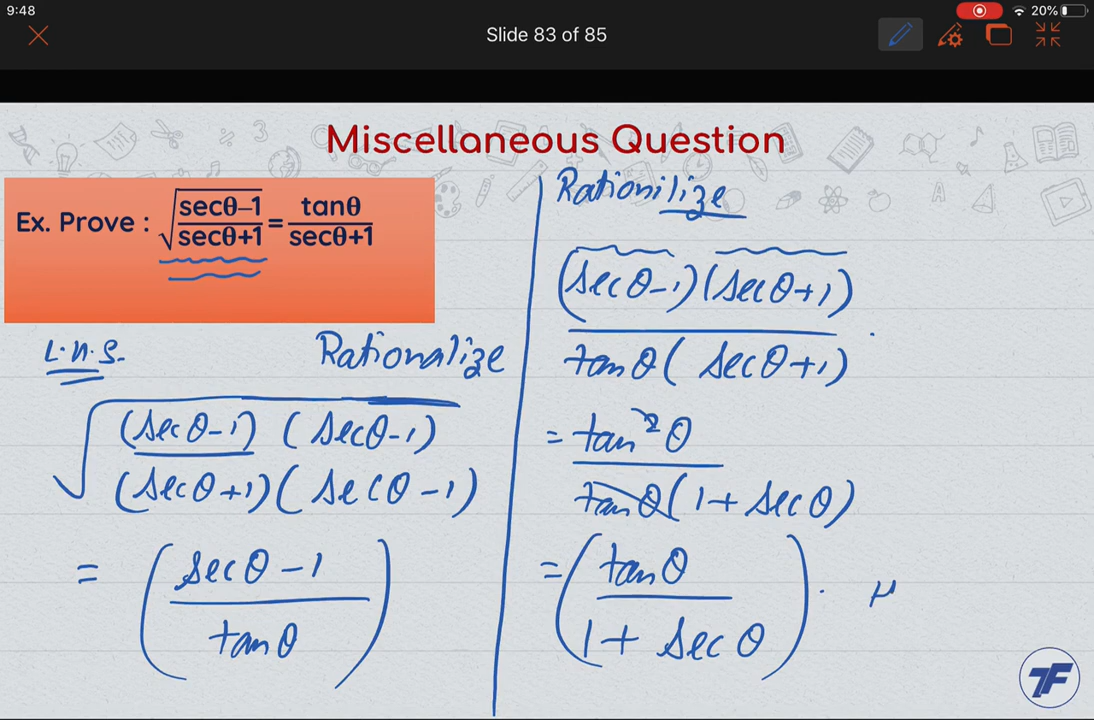 9:48
20%
Slide 83 of 85
Miscellaneous Question
Ex. Prove : √(secθ–1/secθ+1) = tanθ/secθ+1
L.H.S. Rationalize
√((secθ-1) (secθ-1)/(secθ+1)(secθ-1))
= (secθ-1/tanθ)
Rationilize
(secθ-1)(secθ+1)/tanθ(secθ+1)
= tan²θ/tanθ(1+secθ)
= (tanθ/1+secθ).
TF